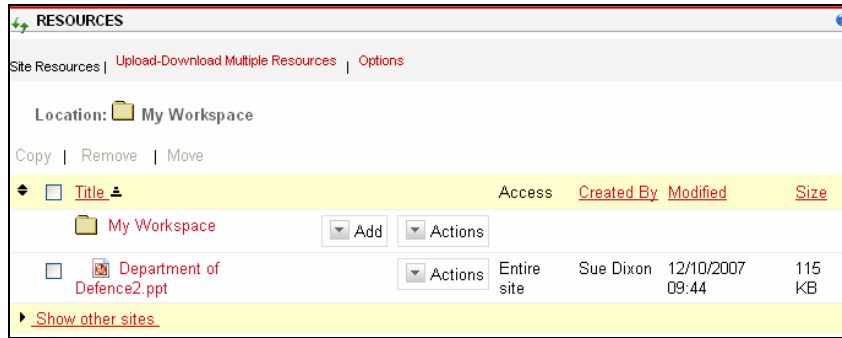 RESOURCES
Site Resources | Upload-Download Multiple Resources | Options
Location: My Workspace
Copy | Remove | Move
Title Access Created By Modified Size
My Workspace Add Actions
Department of Defence2.ppt Actions Entire site Sue Dixon 12/10/2007 09:44 115 KB
Show other sites